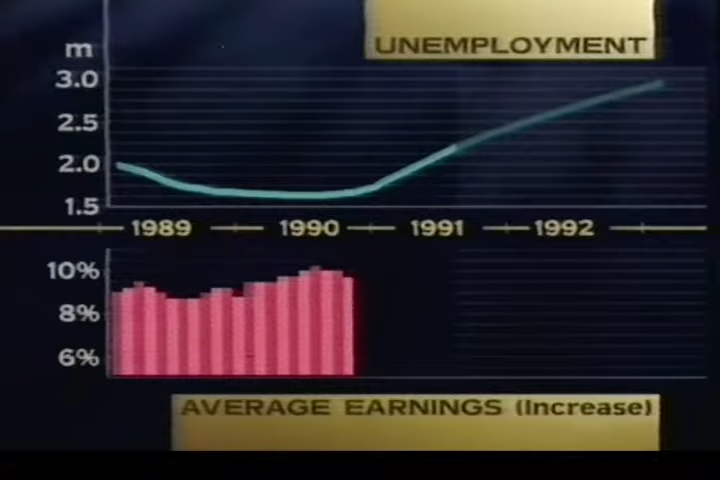 UNEMPLOYMENT
m
3.0
2.5
2.0
1.5
1989 1990 1991 1992
10%
8%
6%
AVERAGE EARNINGS (Increase)